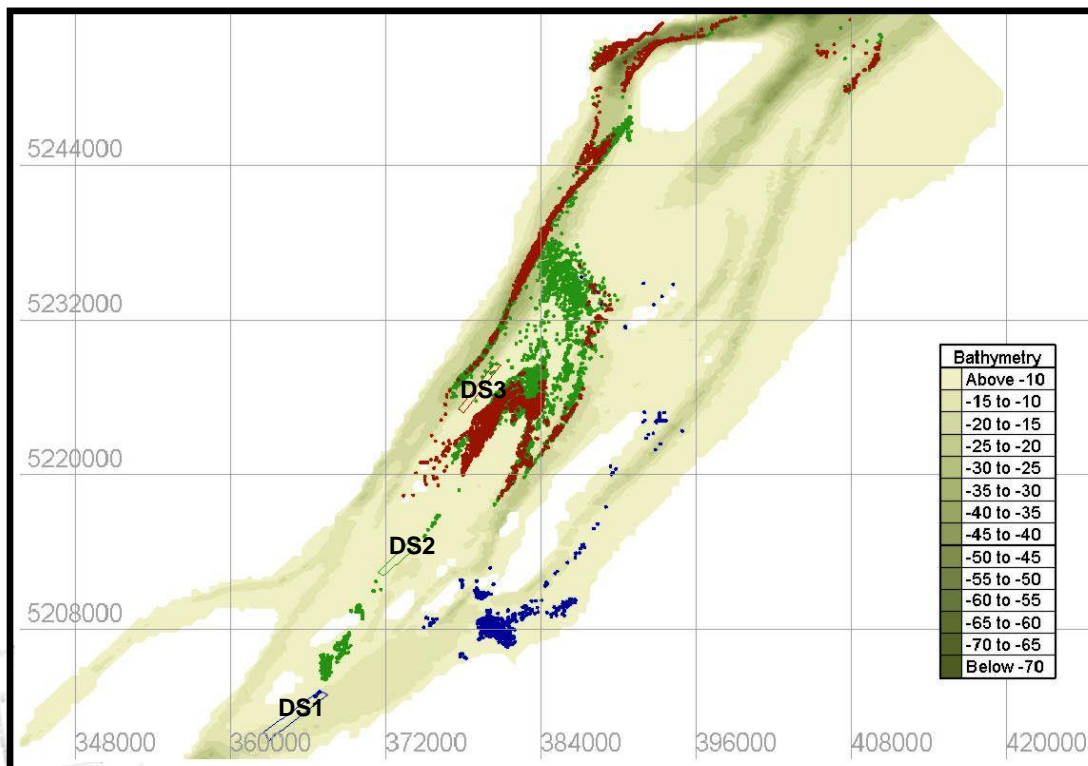 5244000
5232000
5220000
5208000
DS3
DS2
DS1
348000 360000 372000 384000 396000 408000 420000
Bathymetry
Above -10
-15 to -10
-20 to -15
-25 to -20
-30 to -25
-35 to -30
-40 to -35
-45 to -40
-50 to -45
-55 to -50
-60 to -55
-65 to -60
-70 to -65
Below -70